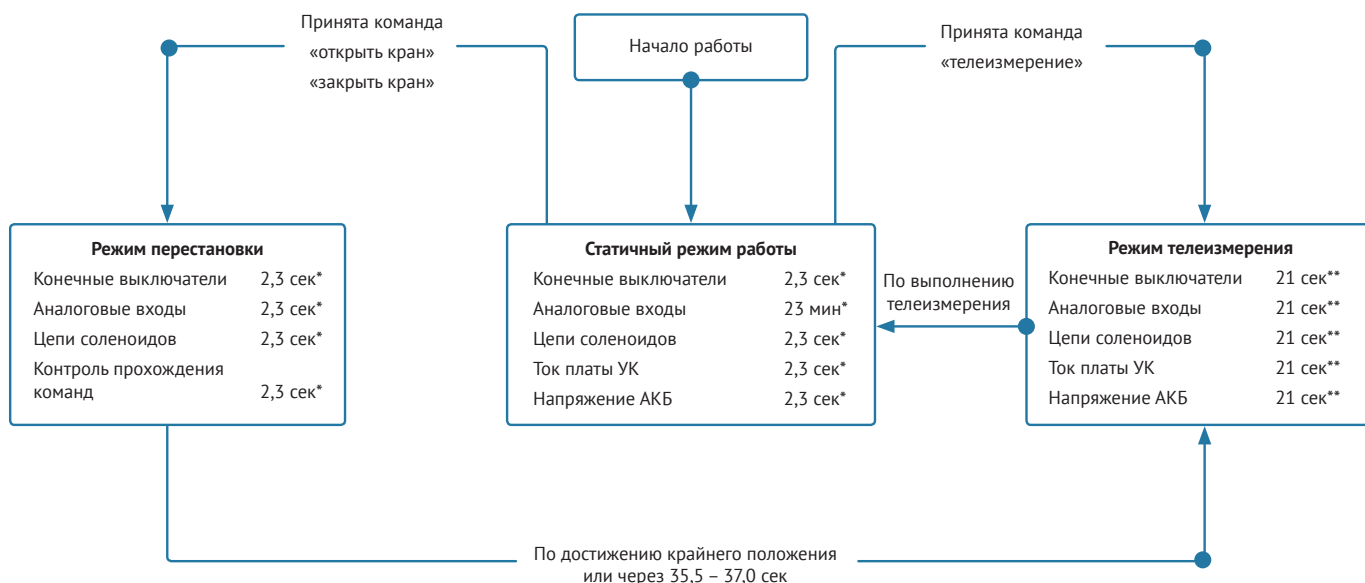 Принята команда
«открыть кран»
«закрыть кран»
Начало работы
Принята команда
«телеизмерение»
Режим перестановки
Конечные выключатели 2,3 сек*
Аналоговые входы 2,3 сек*
Цепи соленоидов 2,3 сек*
Контроль прохождения
команд 2,3 сек*
Статичный режим работы
Конечные выключатели 2,3 сек*
Аналоговые входы 23 мин*
Цепи соленоидов 2,3 сек*
Ток платы УК 2,3 сек*
Напряжение АКБ 2,3 сек*
По выполнению
телеизмерения
Режим телеизмерения
Конечные выключатели 21 сек**
Аналоговые входы 21 сек**
Цепи соленоидов 21 сек**
Ток платы УК 21 сек**
Напряжение АКБ 21 сек**
По достижению крайнего положения
или через 35,5 – 37,0 сек